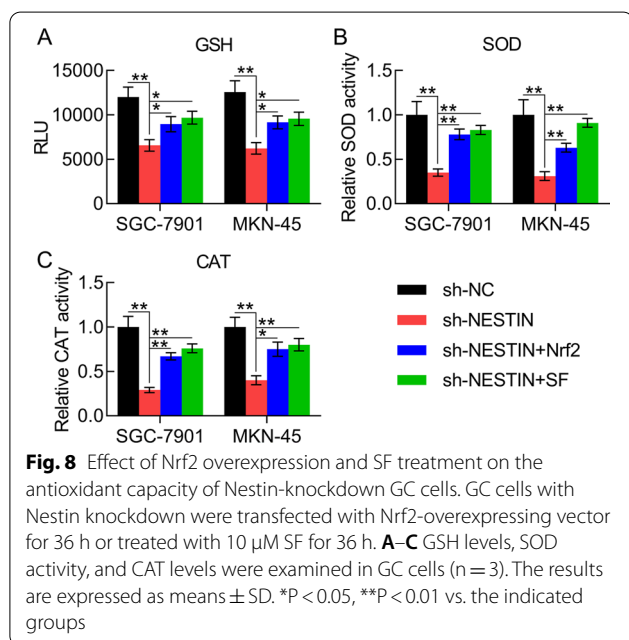 A
GSH
15000
10000
5000
0
RLU
** * *
** * *
SGC-7901 MKN-45
B
SOD
1.5
1.0
0.5
0.0
Relative SOD activity
** ** **
** ** **
SGC-7901 MKN-45
C
CAT
1.5
1.0
0.5
0.0
Relative CAT activity
** ** **
** ** *
SGC-7901 MKN-45
sh-NC
sh-NESTIN
sh-NESTIN+Nrf2
sh-NESTIN+SF
Fig. 8 Effect of Nrf2 overexpression and SF treatment on the
antioxidant capacity of Nestin-knockdown GC cells. GC cells with
Nestin knockdown were transfected with Nrf2-overexpressing vector
for 36 h or treated with 10 μM SF for 36 h. A–C GSH levels, SOD
activity, and CAT levels were examined in GC cells (n = 3). The results
are expressed as means ± SD. *P < 0.05, **P < 0.01 vs. the indicated
groups